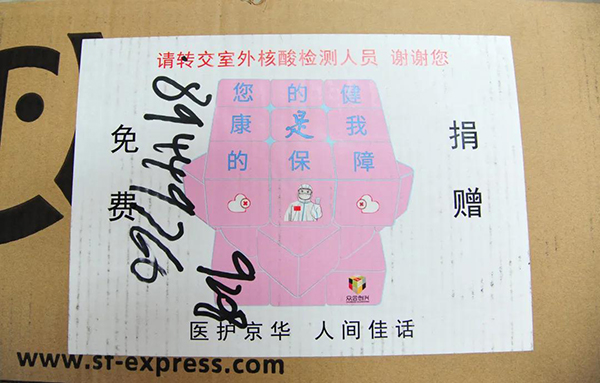 请转交室外核酸检测人员 谢谢您
您的健
康是我
的保障
免费
捐赠
医护京华 人间佳话
www.sf-express.com